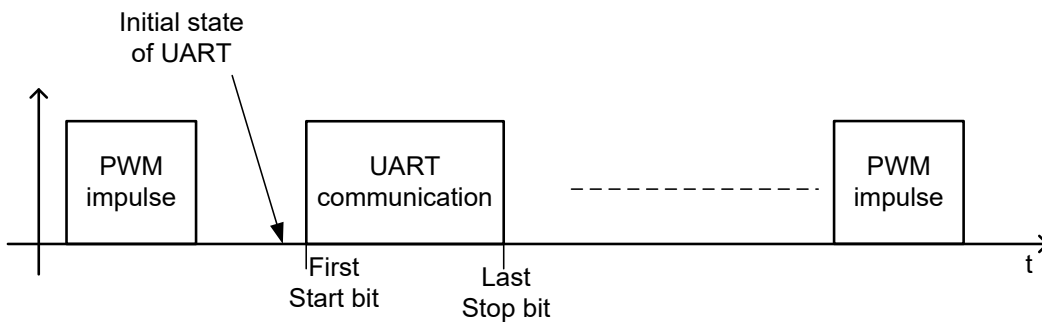 Initial state
of UART
PWM
impulse
UART
communication
PWM
impulse
t
First
Start bit
Last
Stop bit